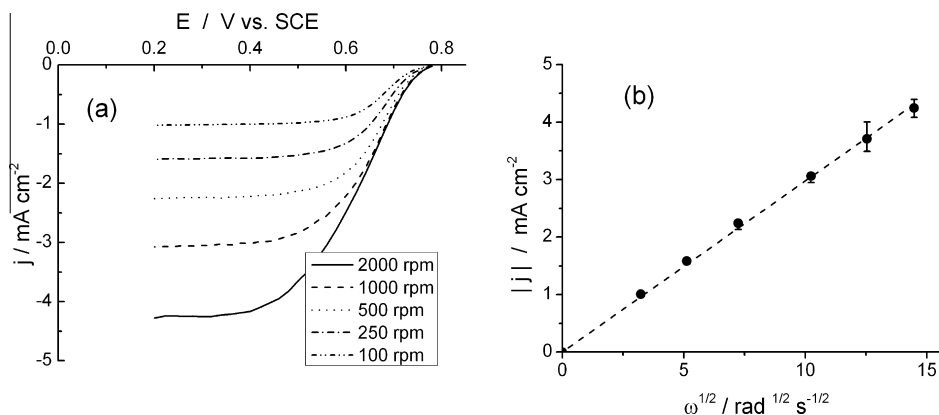 E / V vs. SCE
0.0 0.2 0.4 0.6 0.8
0
-1
-2
-3
-4
-5
j / mA cm⁻²
(a)
2000 rpm
1000 rpm
500 rpm
250 rpm
100 rpm
(b)
5
4
3
2
1
0
| j | / mA cm⁻²
0 5 10 15
ω¹/² / rad ¹/² s⁻¹/²